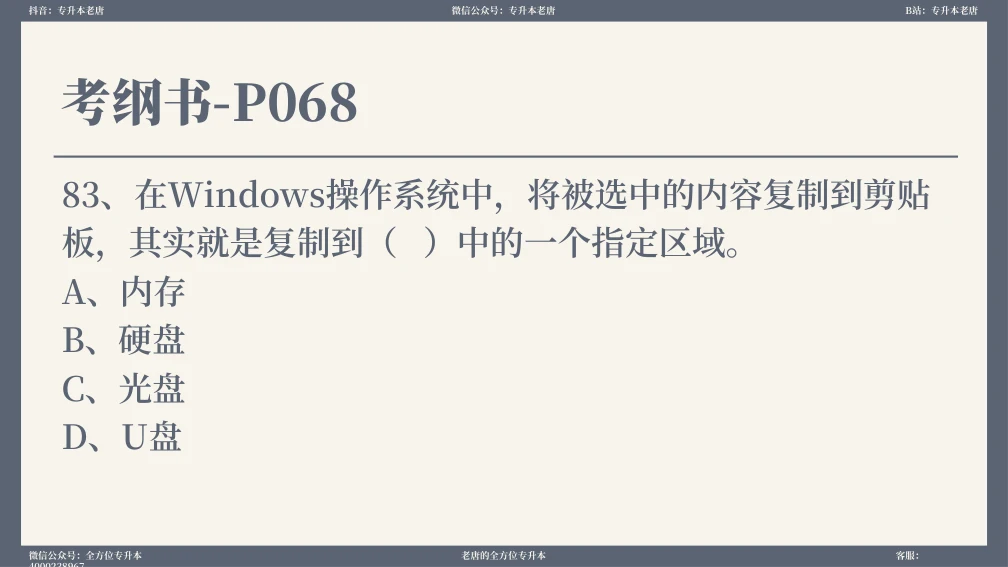 抖音：专升本老唐
微信公众号：专升本老唐
B站：专升本老唐
考纲书-P068
83、在Windows操作系统中，将被选中的内容复制到剪贴
板，其实就是复制到（ ）中的一个指定区域。
A、内存
B、硬盘
C、光盘
D、U盘
微信公众号：全方位专升本
老唐的全方位专升本
客服：
4000238967